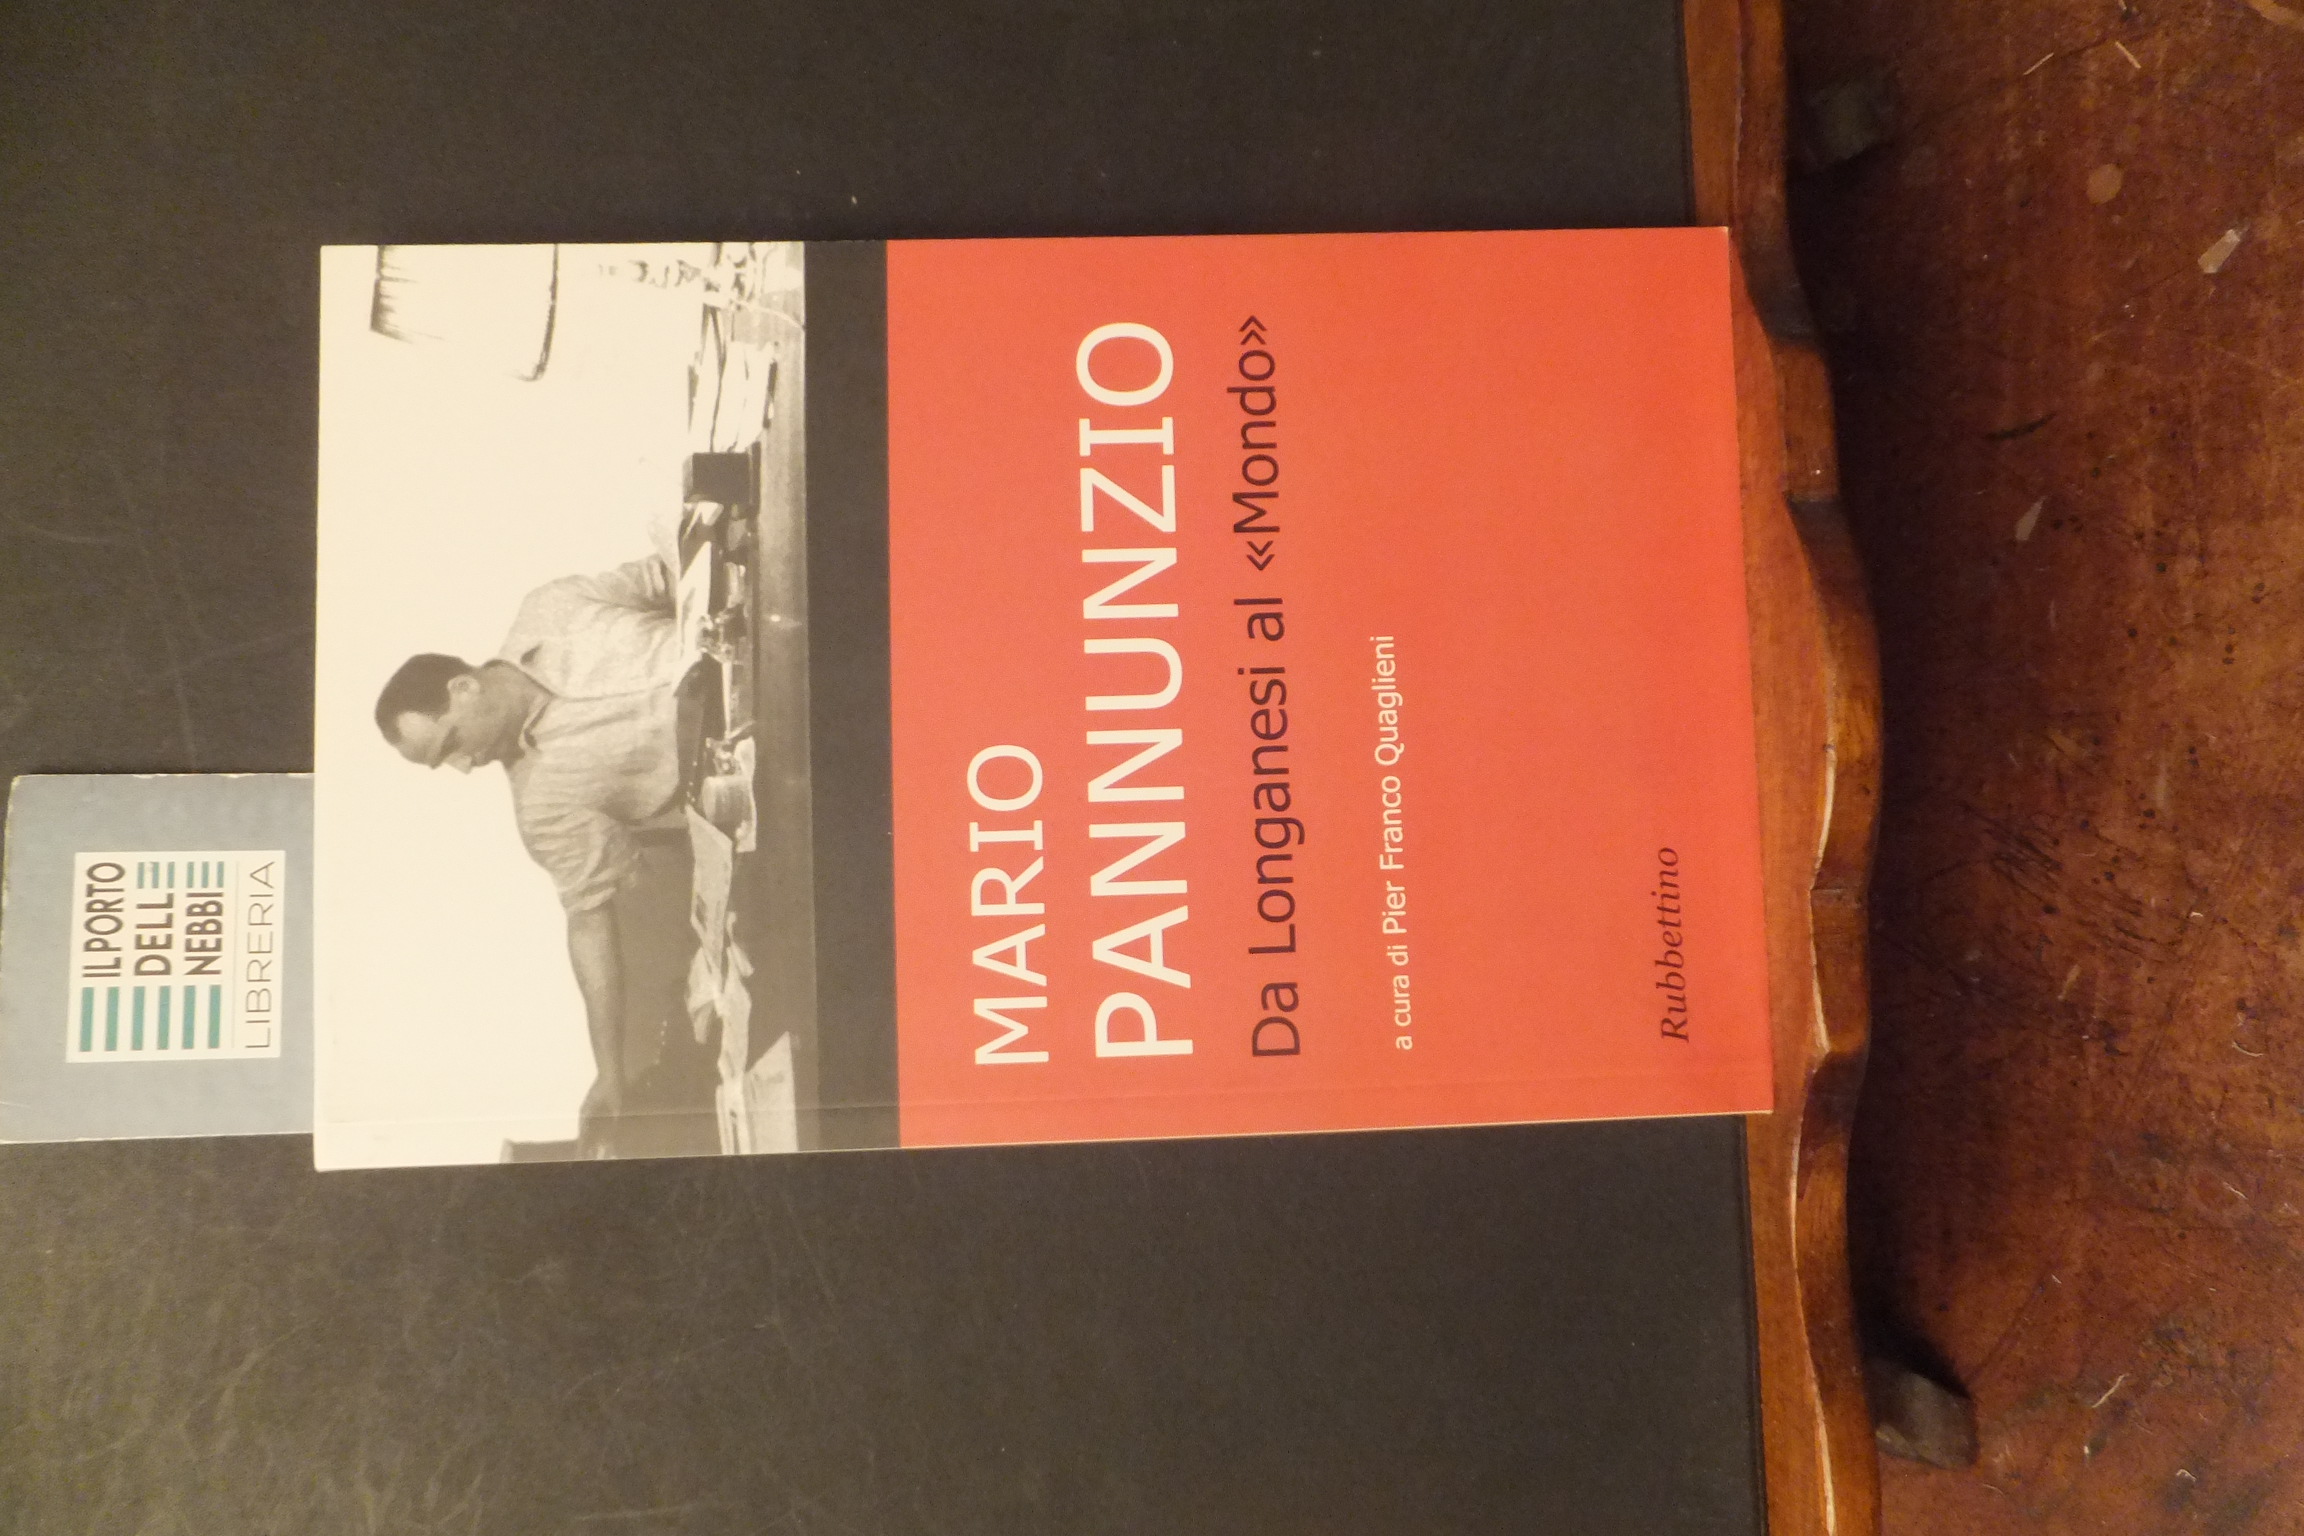 IL PORTO
DELLE
NEBBIE
LIBRERIA
MARIO
PANNUNZIO
Da Longanesi al «Mondo»
a cura di Pier Franco Quaglieni
Rubbettino